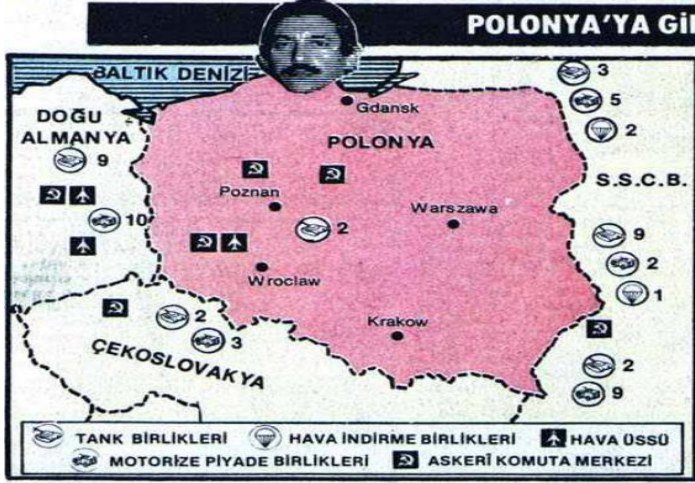 POLONYA'YA Gİ
BALTIK DENİZİ
Gdansk
DOĞU
ALMANYA
POLONYA
3
5
2
9
S.S.C.B.
Poznan
Warszawa
10
2
9
2
Wroclaw
1
2
3
Krakow
ÇEKOSLOVAKYA
2
9
TANK BİRLİKLERİ
HAVA İNDİRME BİRLİKLERİ
HAVA ÜSSÜ
MOTORİZE PİYADE BİRLİKLERİ
ASKERÎ KOMUTA MERKEZİ